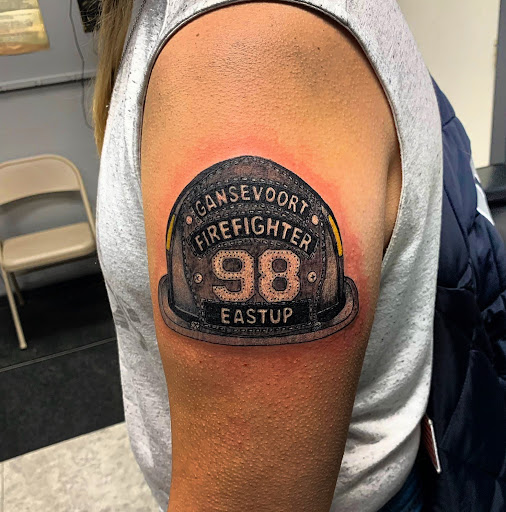 GANSEVOORT
FIREFIGHTER
98
EASTUP